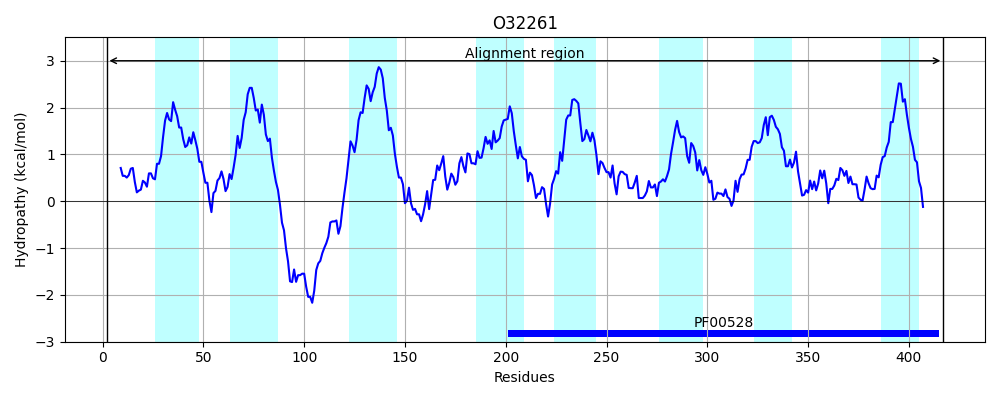 O32261
Alignment region
PF00528
Hydropathy (kcal/mol)
3
2
1
0
−1
−2
−3
0 50 100 150 200 250 300 350 400
Residues